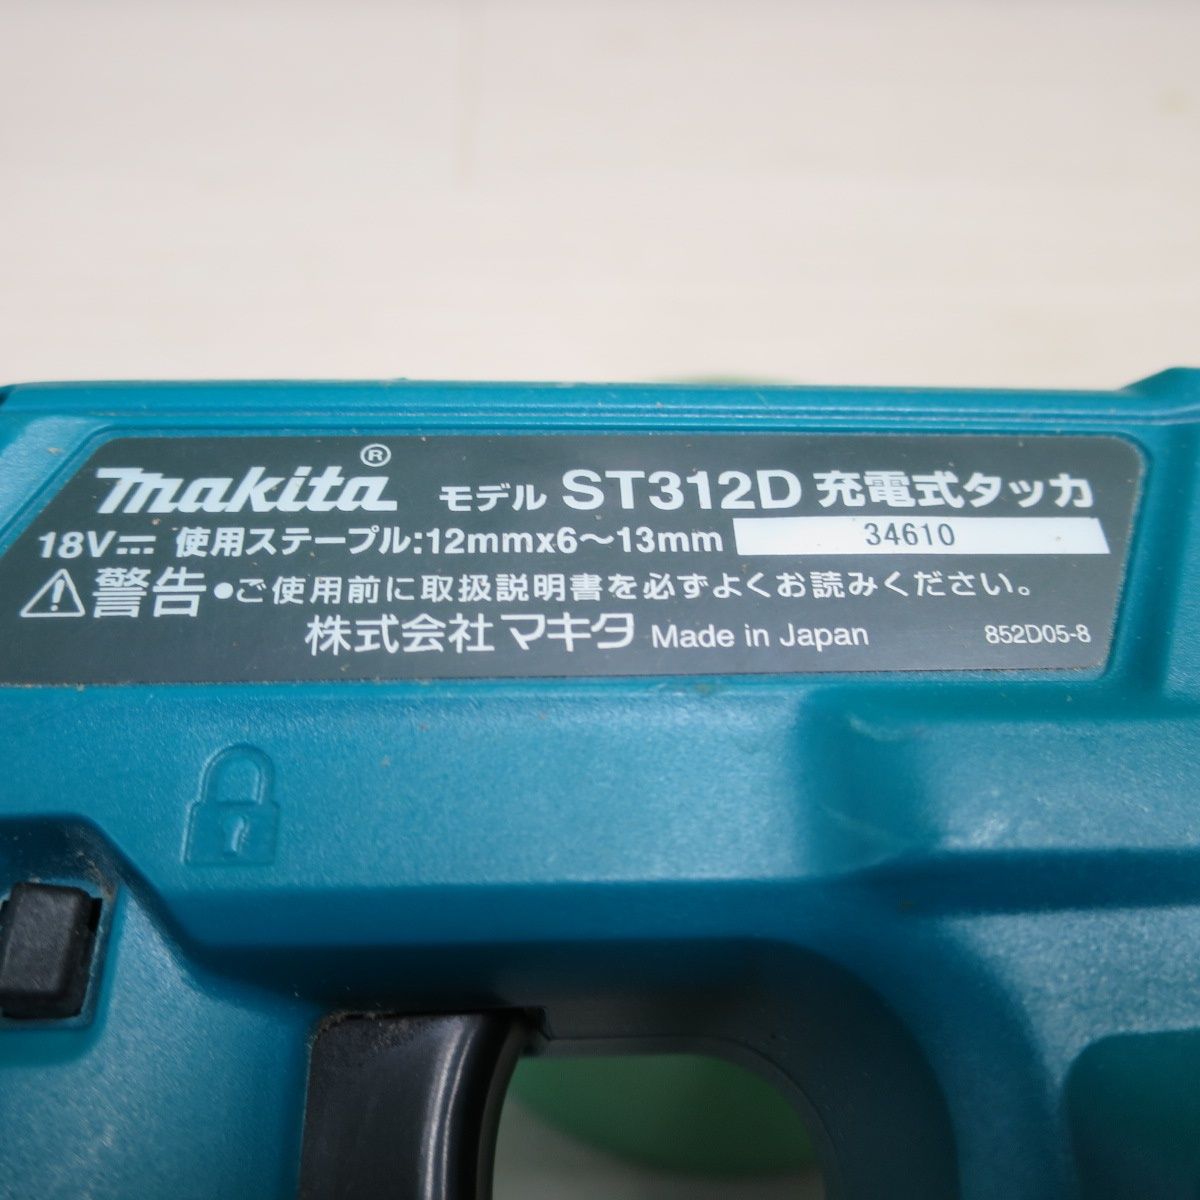 makita® モデル ST312D 充電式タッカ
18V⎓ 使用ステープル:12mmx6～13mm 34610
⚠警告 ●ご使用前に取扱説明書を必ずよくお読みください。
株式会社マキタ Made in Japan 852D05-8